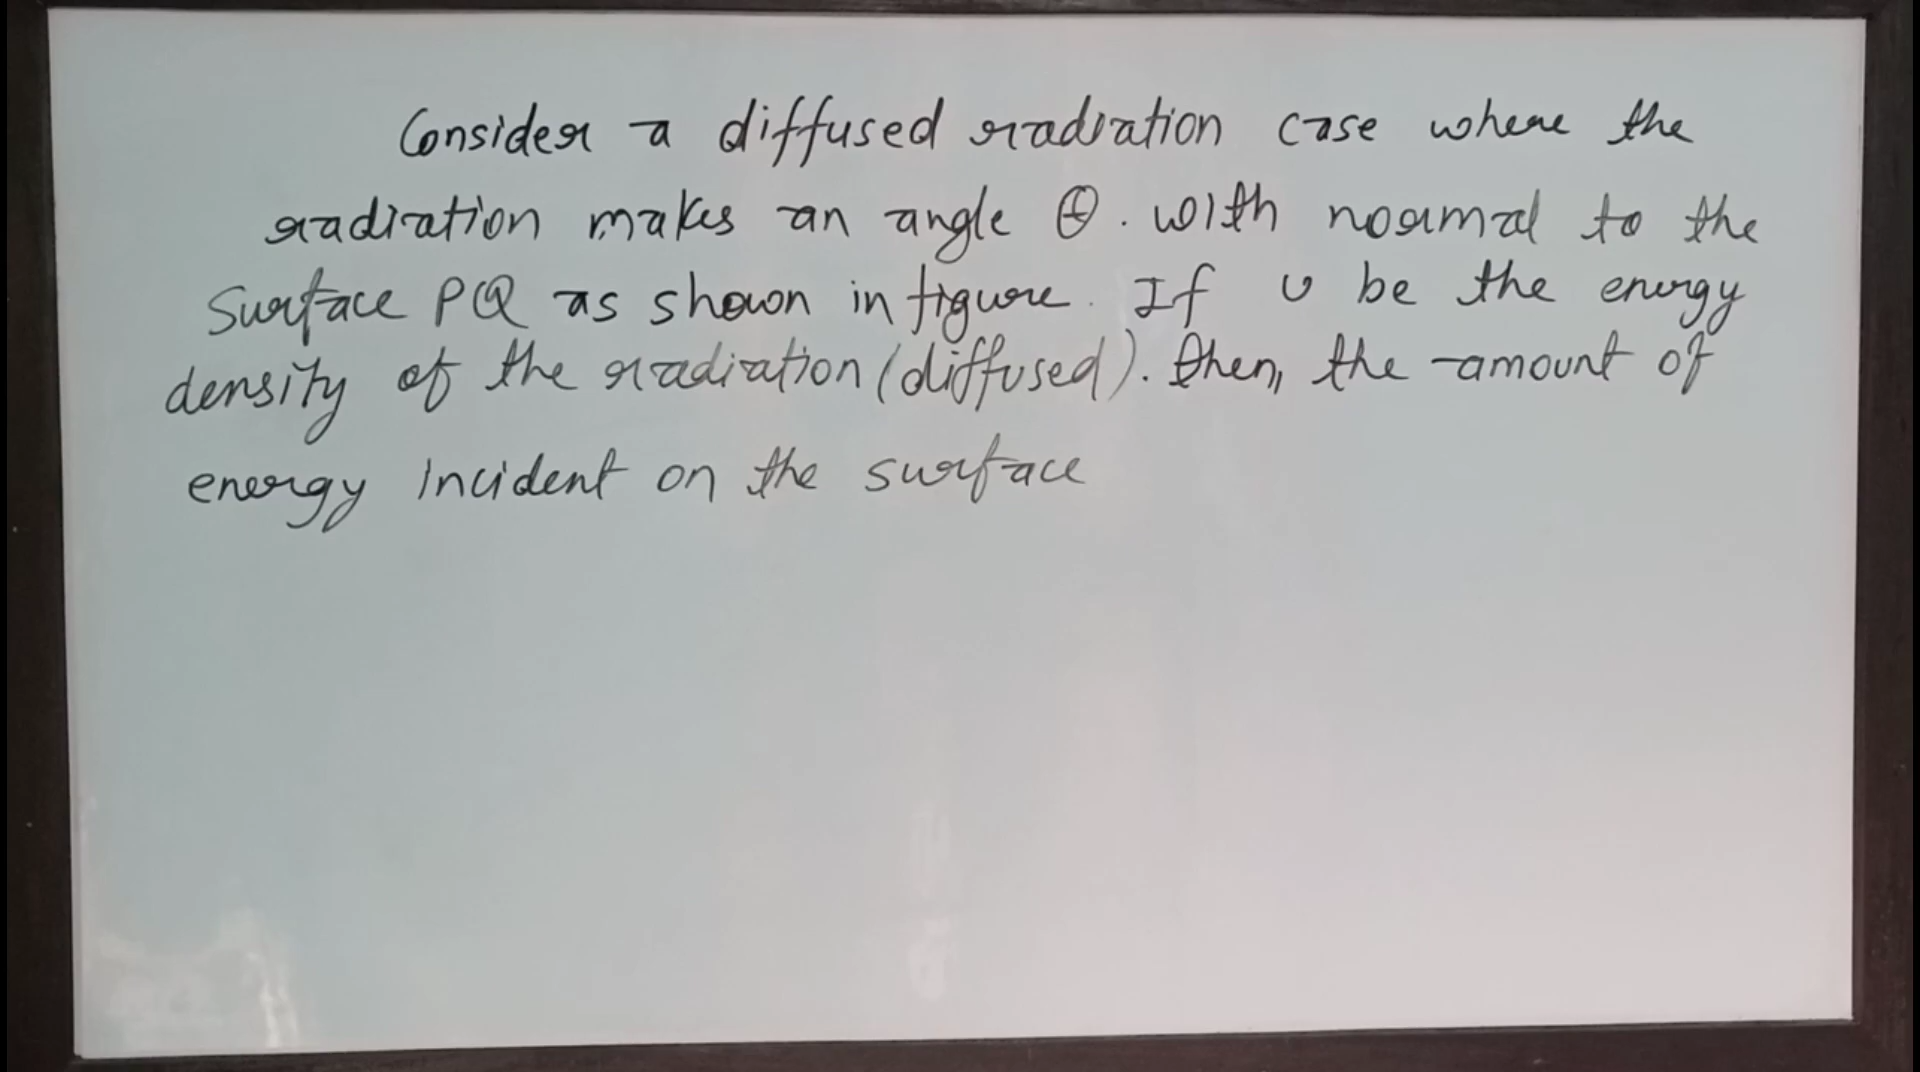 Consider a diffused radiation case where the
radiation makes an angle θ. with normal to the
Surface PQ as shown in figure. If u be the energy
density of the radiation (diffused). then, the amount of
energy incident on the surface